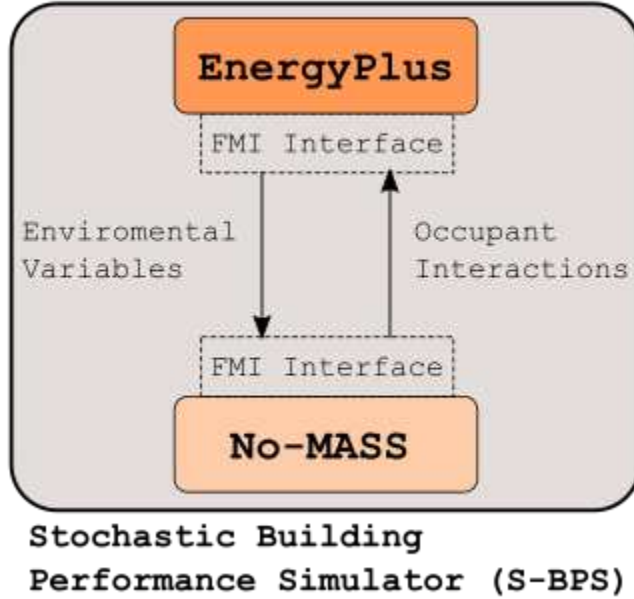 EnergyPlus
FMI Interface
Enviromental
Variables
Occupant
Interactions
FMI Interface
No-MASS
Stochastic Building
Performance Simulator (S-BPS)